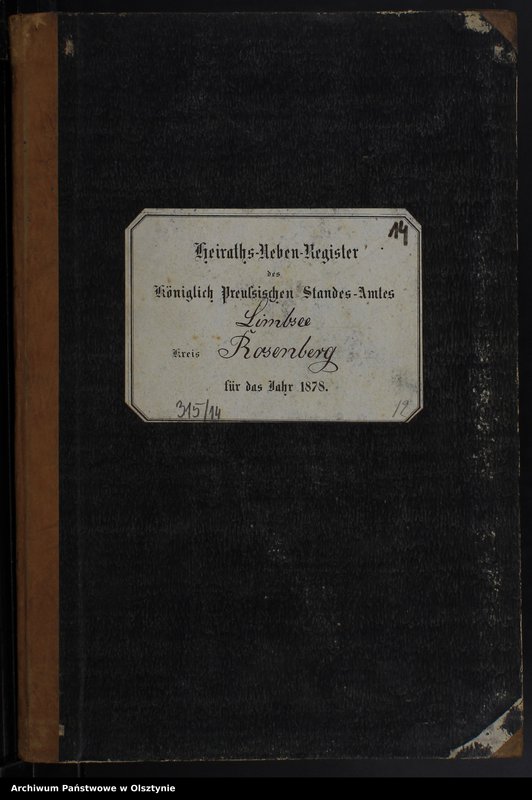 14
Heiraths-Neben-Register
des
Königlich Preussischen Standes-Amtes
Limbsee
Kreis Rosenberg
für das Jahr 1878.
315/14
12
Archiwum Państwowe w Olsztynie